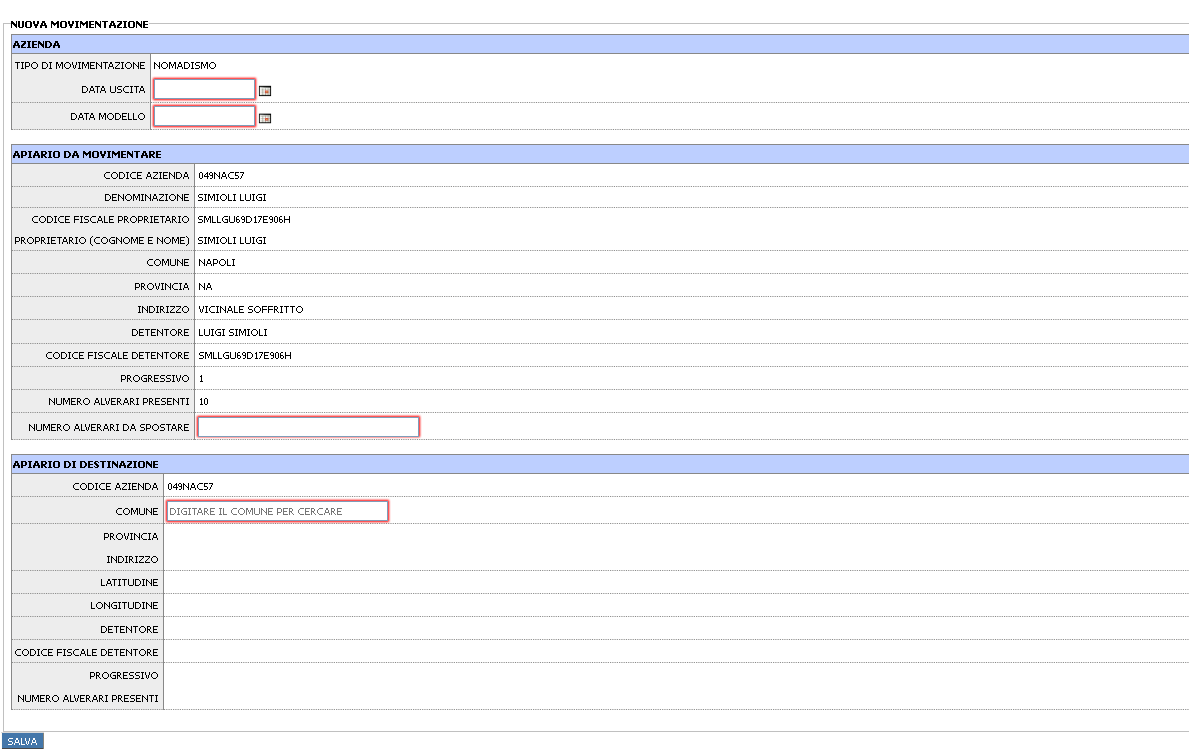 NUOVA MOVIMENTAZIONE
AZIENDA
TIPO DI MOVIMENTAZIONE NOMADISMO
DATA USCITA
DATA MODELLO
APIARIO DA MOVIMENTARE
CODICE AZIENDA 049NAC57
DENOMINAZIONE SIMIOLI LUIGI
CODICE FISCALE PROPRIETARIO SMLLGU69D17E906H
PROPRIETARIO (COGNOME E NOME) SIMIOLI LUIGI
COMUNE NAPOLI
PROVINCIA NA
INDIRIZZO VICINALE SOFFRITTO
DETENTORE LUIGI SIMIOLI
CODICE FISCALE DETENTORE SMLLGU69D17E906H
PROGRESSIVO 1
NUMERO ALVERARI PRESENTI 10
NUMERO ALVERARI DA SPOSTARE
APIARIO DI DESTINAZIONE
CODICE AZIENDA 049NAC57
COMUNE DIGITARE IL COMUNE PER CERCARE
PROVINCIA
INDIRIZZO
LATITUDINE
LONGITUDINE
DETENTORE
CODICE FISCALE DETENTORE
PROGRESSIVO
NUMERO ALVERARI PRESENTI
SALVA